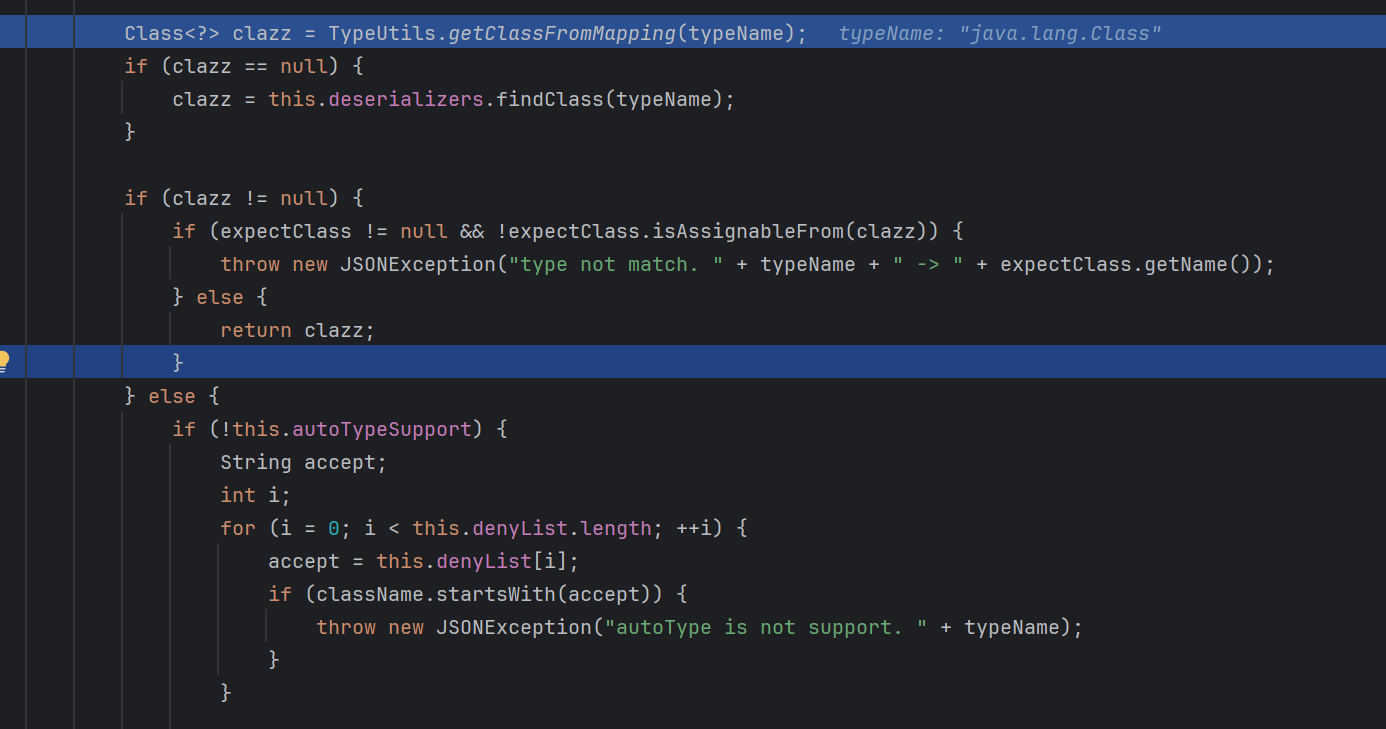 Class<?> clazz = TypeUtils.getClassFromMapping(typeName);   typeName: "java.lang.Class"
if (clazz == null) {
    clazz = this.deserializers.findClass(typeName);
}

if (clazz != null) {
    if (expectClass != null && !expectClass.isAssignableFrom(clazz)) {
        throw new JSONException("type not match. " + typeName + " -> " + expectClass.getName());
    } else {
        return clazz;
    }
} else {
    if (!this.autoTypeSupport) {
        String accept;
        int i;
        for (i = 0; i < this.denyList.length; ++i) {
            accept = this.denyList[i];
            if (className.startsWith(accept)) {
                throw new JSONException("autoType is not support. " + typeName);
            }
        }